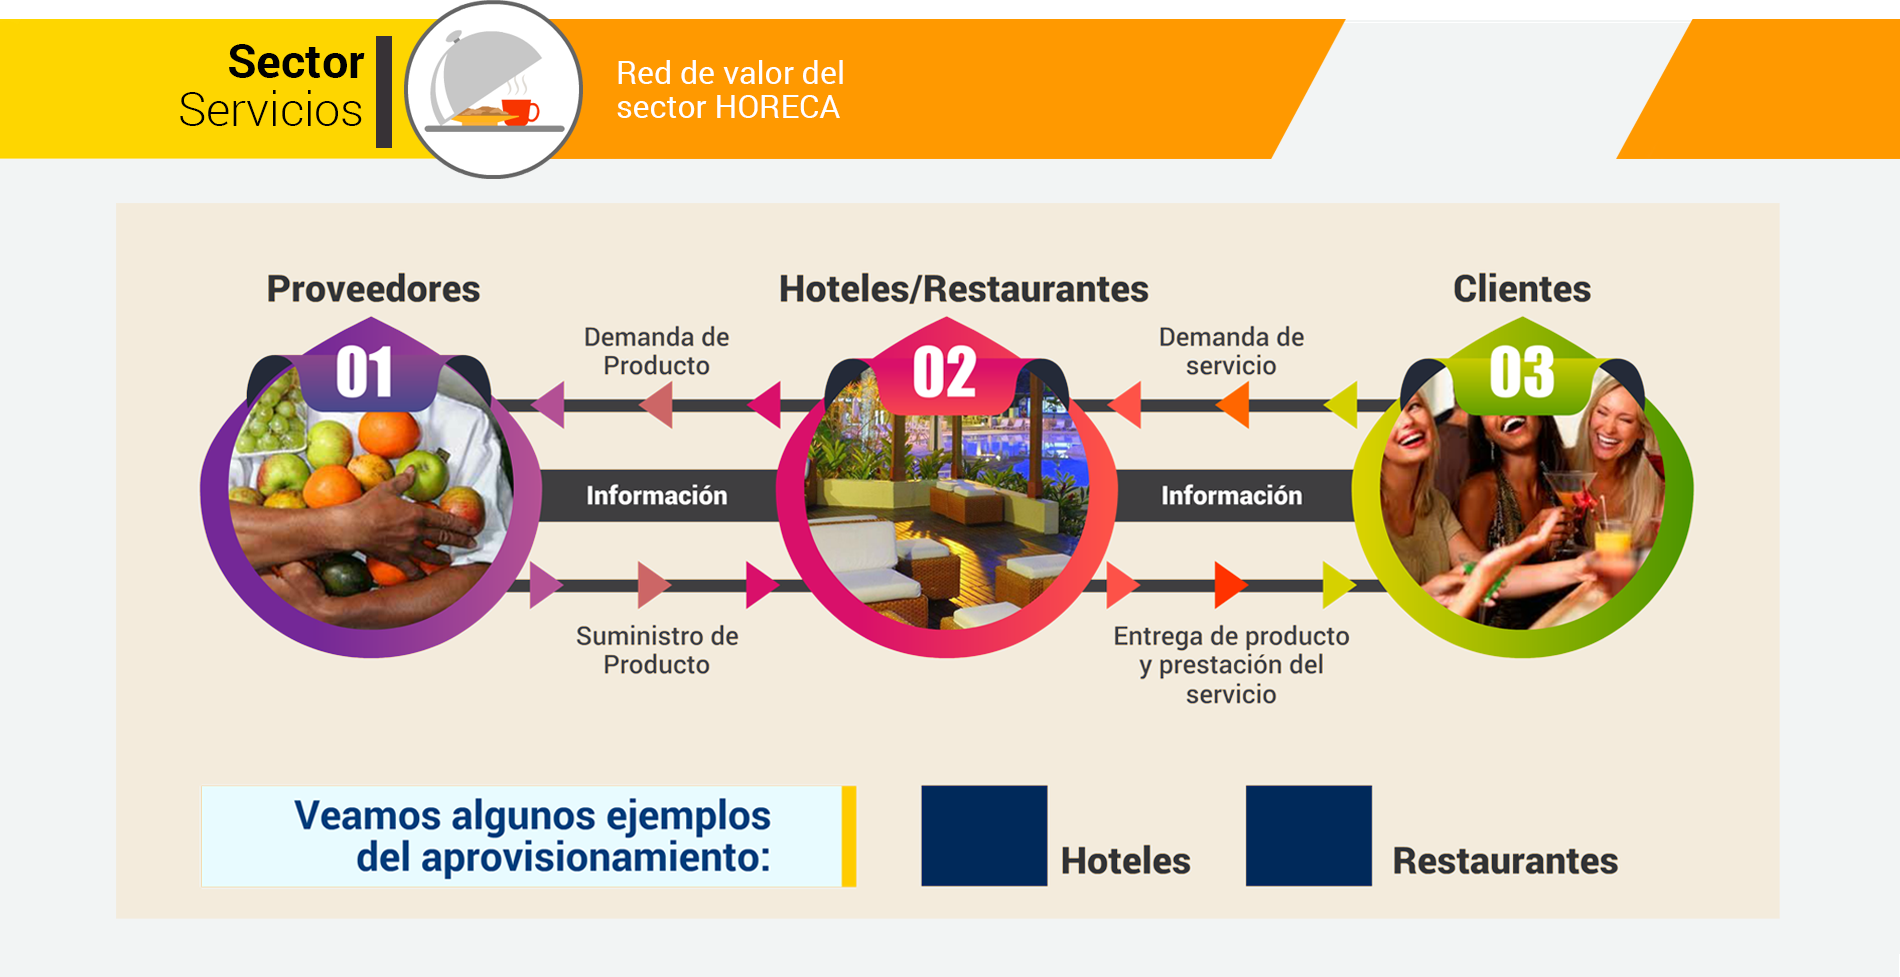 Sector
Servicios
Red de valor del
sector HORECA
Proveedores
Hoteles/Restaurantes
Clientes
01
Demanda de
Producto
02
Demanda de
servicio
03
Información
Información
Suministro de
Producto
Entrega de producto
y prestación del
servicio
Veamos algunos ejemplos
del aprovisionamiento:
Hoteles
Restaurantes